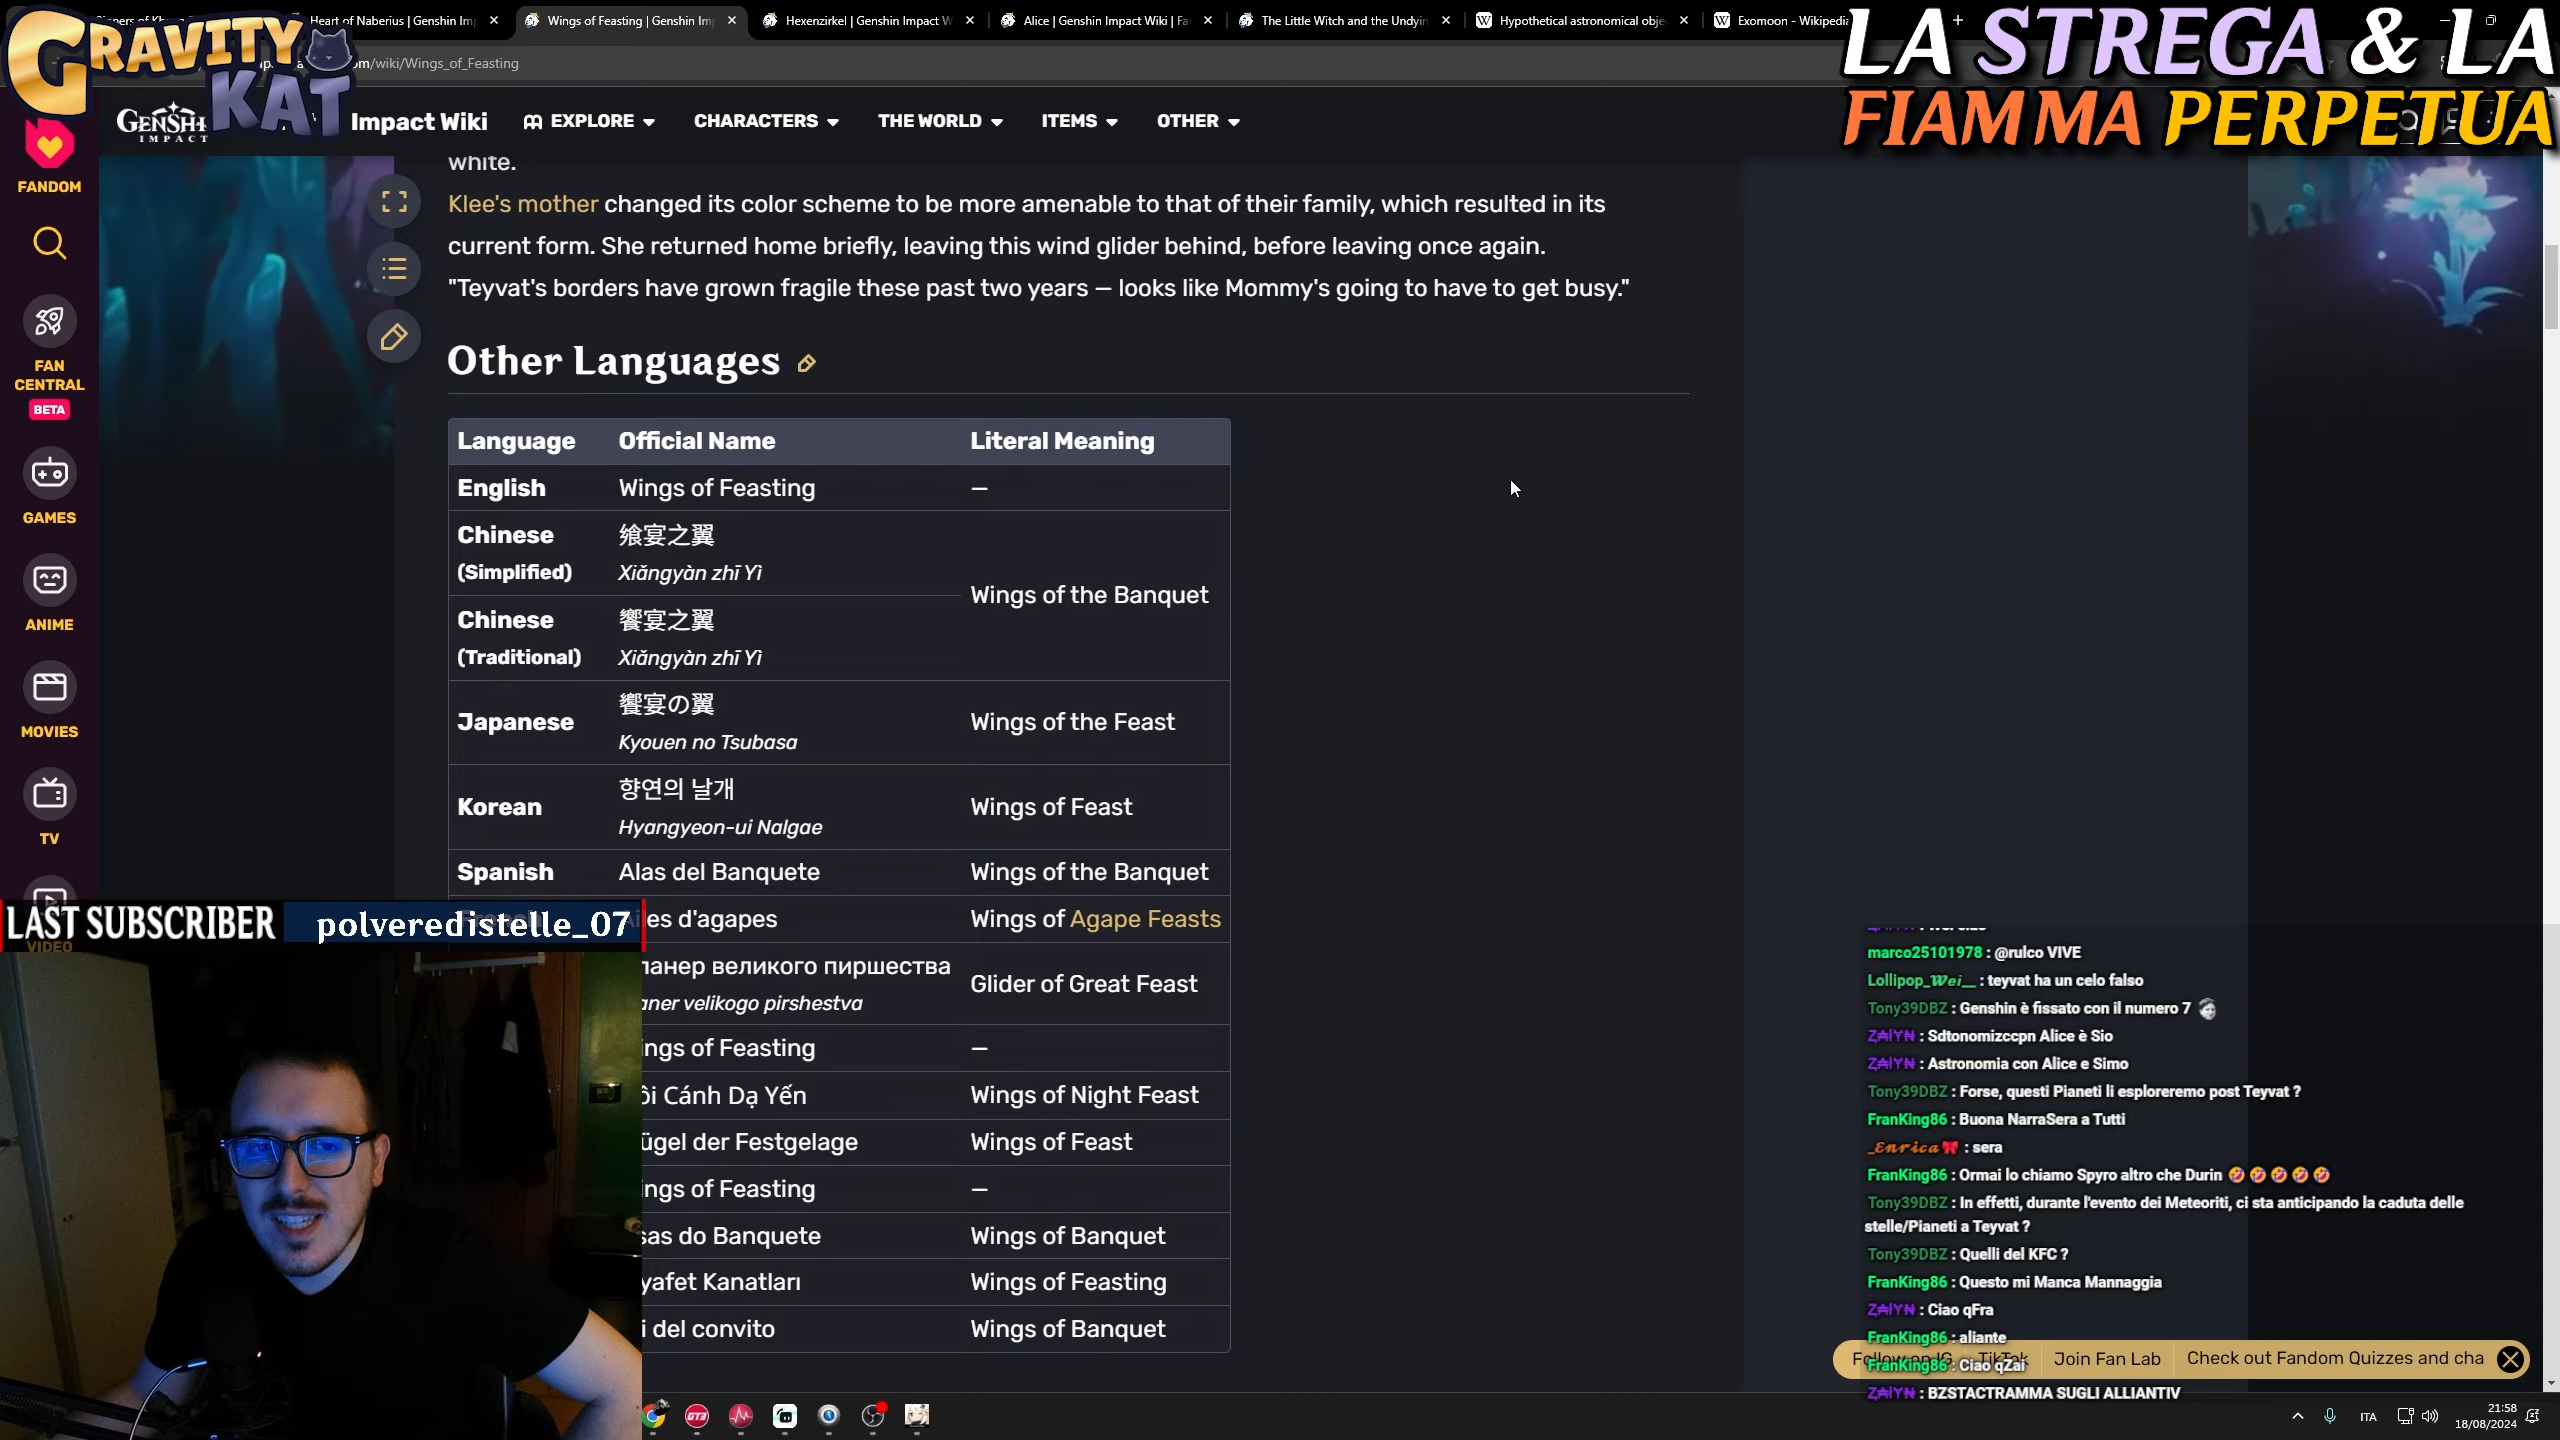 Heart of Naberius | Genshin Im
Wings of Feasting | Genshin Im
Hexenzirkel | Genshin Impact W
Alice | Genshin Impact Wiki | Fa
The Little Witch and the Undyin
Hypothetical astronomical obje
Exomoon - Wikipedia
GRAVITY
KAT
LA STREGA & LA
FIAMMA PERPETUA
om/wiki/Wings_of_Feasting
GENSHI
IMPACT
Impact Wiki
EXPLORE
CHARACTERS
THE WORLD
ITEMS
OTHER
FANDOM
FAN
CENTRAL
BETA
GAMES
ANIME
MOVIES
TV
VIDEO
white.
Klee's mother changed its color scheme to be more amenable to that of their family, which resulted in its
current form. She returned home briefly, leaving this wind glider behind, before leaving once again.
"Teyvat's borders have grown fragile these past two years — looks like Mommy's going to have to get busy."
Other Languages
Language Official Name Literal Meaning
English Wings of Feasting —
Chinese
(Simplified)
飨宴之翼
Xiǎngyàn zhī Yì
Wings of the Banquet
Chinese
(Traditional)
饗宴之翼
Xiǎngyàn zhī Yì
Japanese
饗宴の翼
Kyouen no Tsubasa
Wings of the Feast
Korean
향연의 날개
Hyangyeon-ui Nalgae
Wings of Feast
Spanish Alas del Banquete Wings of the Banquet
les d'agapes Wings of Agape Feasts
ланер великого пиршества
aner velikogo pirshestva
Glider of Great Feast
ings of Feasting —
ôi Cánh Dạ Yến Wings of Night Feast
ügel der Festgelage Wings of Feast
ings of Feasting —
sas do Banquete Wings of Banquet
yafet Kanatları Wings of Feasting
i del convito Wings of Banquet
LAST SUBSCRIBER polveredistelle_07
marco25101978 : @rulco VIVE
Lollipop_Wei__ : teyvat ha un celo falso
Tony39DBZ : Genshin è fissato con il numero 7
: Sdtonomizccpn Alice è Sio
: Astronomia con Alice e Simo
Tony39DBZ : Forse, questi Pianeti li esploreremo post Teyvat ?
FranKing86 : Buona NarraSera a Tutti
_Enrica🎀 : sera
FranKing86 : Ormai lo chiamo Spyro altro che Durin 🤣🤣🤣🤣🤣
Tony39DBZ : In effetti, durante l'evento dei Meteoriti, ci sta anticipando la caduta delle
stelle/Pianeti a Teyvat ?
Tony39DBZ : Quelli del KFC ?
FranKing86 : Questo mi Manca Mannaggia
: Ciao qFra
FranKing86 : aliante
FranKing86 : Ciao qZai
: BZSTACTRAMMA SUGLI ALLIANTIV
Follow on IG
TikTok
Join Fan Lab
Check out Fandom Quizzes and cha
GT3
ITA
21:58
18/08/2024